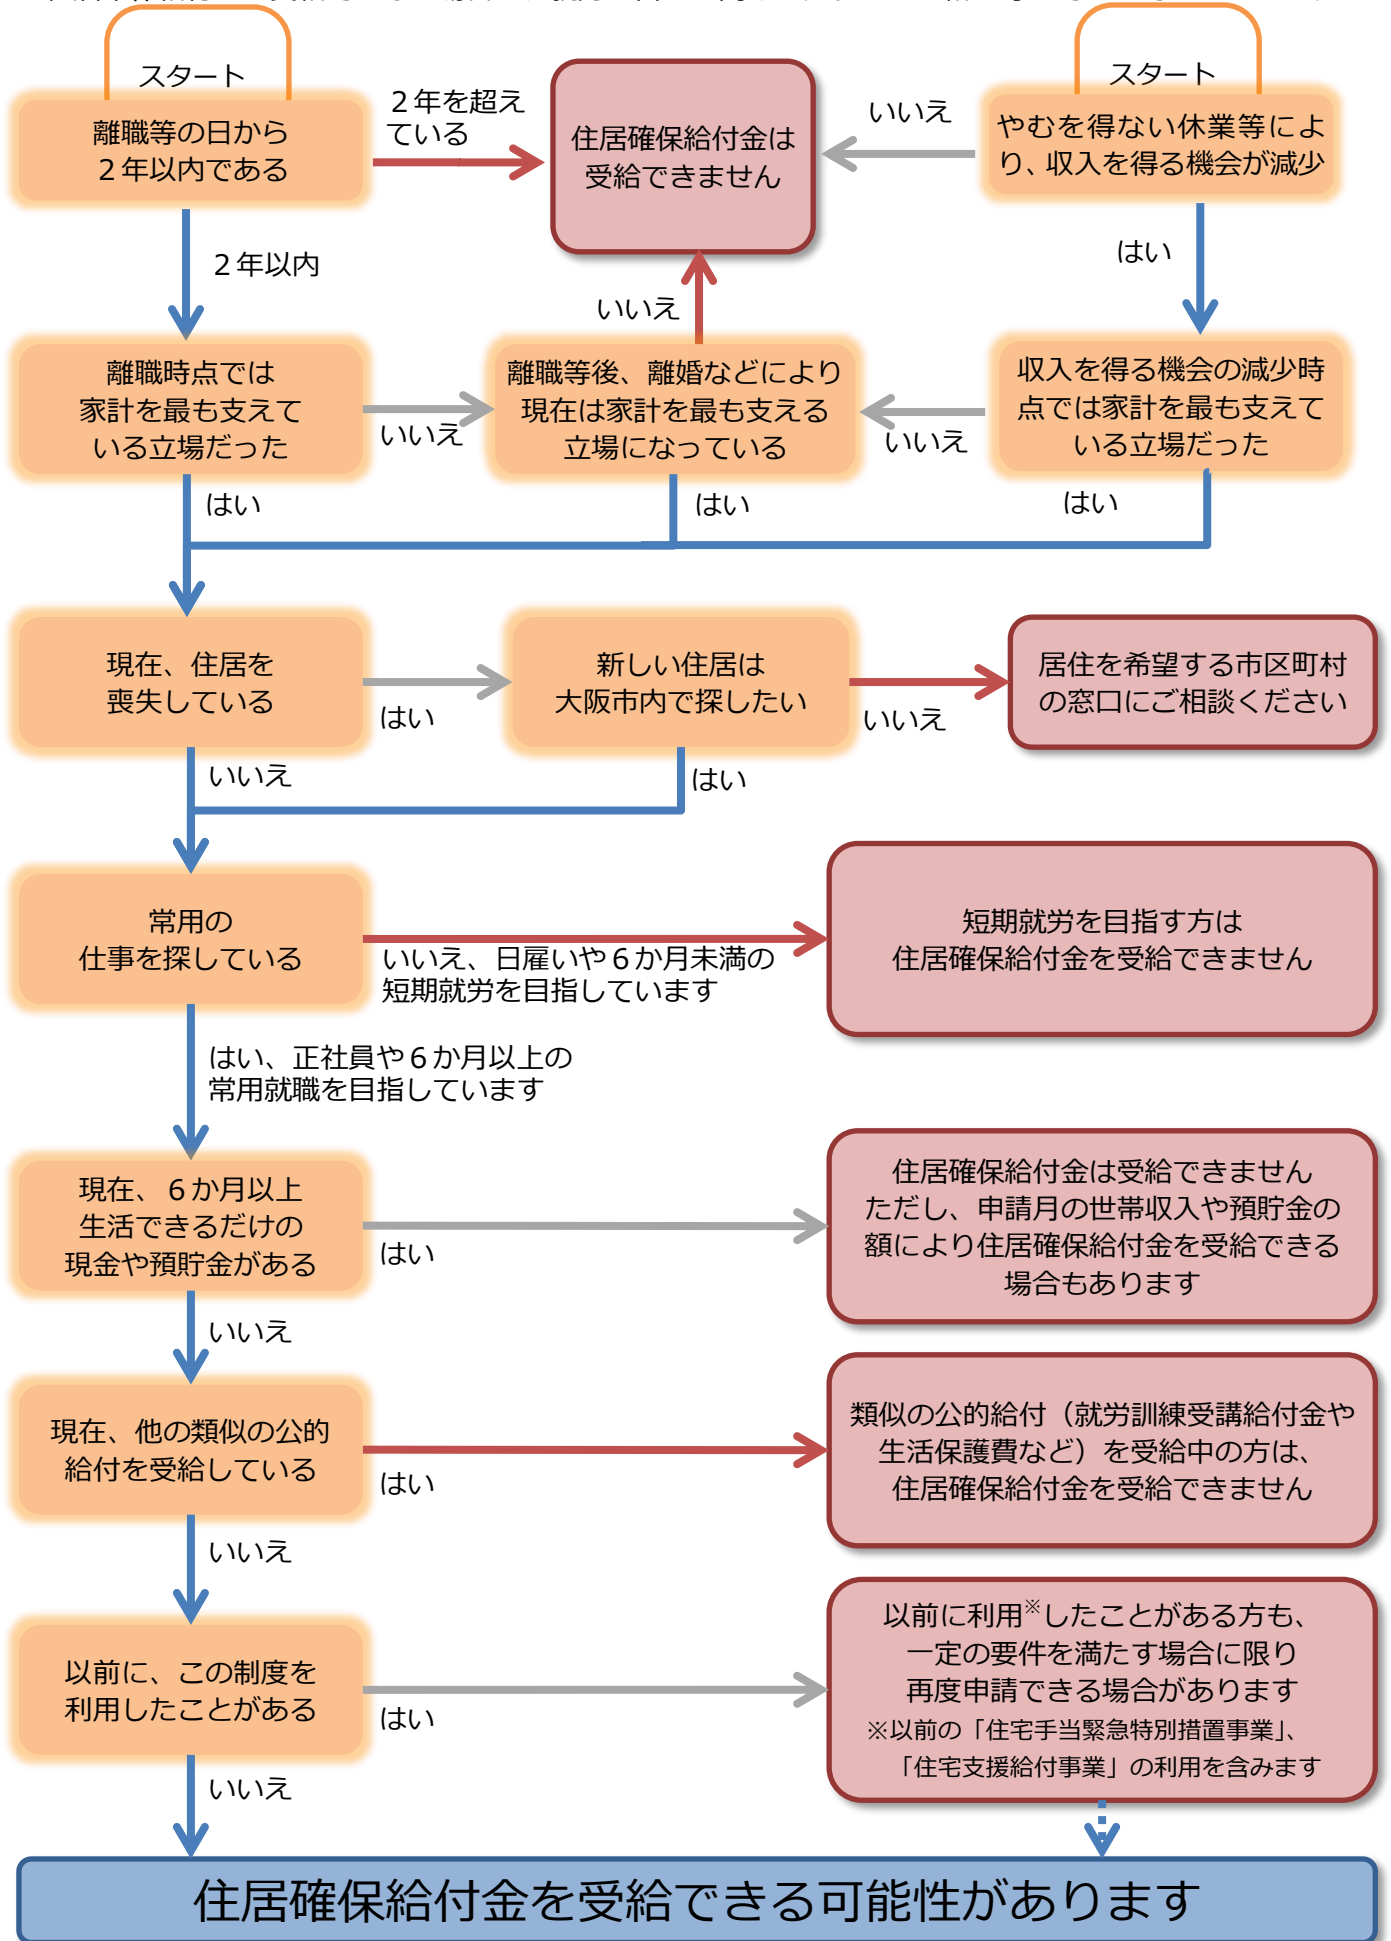 スタート
スタート
離職等の日から
２年以内である
２年を超え
ている
住居確保給付金は
受給できません
いいえ
やむを得ない休業等によ
り、収入を得る機会が減少
２年以内
いいえ
はい
離職時点では
家計を最も支えて
いる立場だった
いいえ
離職等後、離婚などにより
現在は家計を最も支える
立場になっている
いいえ
収入を得る機会の減少時
点では家計を最も支えて
いる立場だった
はい
はい
はい
現在、住居を
喪失している
はい
新しい住居は
大阪市内で探したい
いいえ
居住を希望する市区町村
の窓口にご相談ください
いいえ
はい
常用の
仕事を探している
いいえ、日雇いや６か月未満の
短期就労を目指しています
短期就労を目指す方は
住居確保給付金を受給できません
はい、正社員や６か月以上の
常用就職を目指しています
現在、６か月以上
生活できるだけの
現金や預貯金がある
はい
住居確保給付金は受給できません
ただし、申請月の世帯収入や預貯金の
額により住居確保給付金を受給できる
場合もあります
いいえ
現在、他の類似の公的
給付を受給している
はい
類似の公的給付（就労訓練受講給付金や
生活保護費など）を受給中の方は、
住居確保給付金を受給できません
いいえ
以前に、この制度を
利用したことがある
はい
以前に利用※したことがある方も、
一定の要件を満たす場合に限り
再度申請できる場合があります
※以前の「住宅手当緊急特別措置事業」、
「住宅支援給付事業」の利用を含みます
いいえ
住居確保給付金を受給できる可能性があります